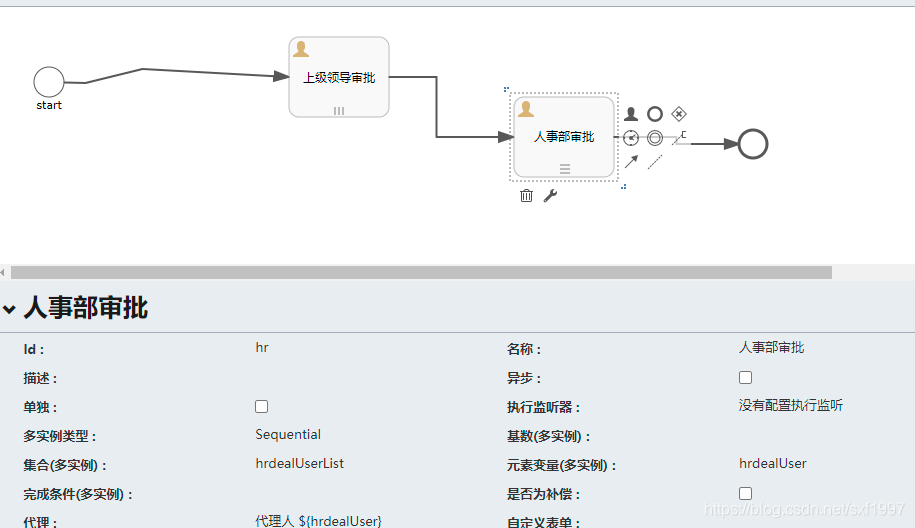 上级领导审批
start
人事部审批
人事部审批
Id： hr 名称： 人事部审批
描述： 异步：
单独： 执行监听器： 没有配置执行监听
多实例类型： Sequential 基数(多实例)：
集合(多实例)： hrdealUserList 元素变量(多实例)： hrdealUser
完成条件(多实例)： 是否为补偿：
代理： 代理人 ${hrdealUser} 自定义表单：
https://blog.csdn.net/sxf1997